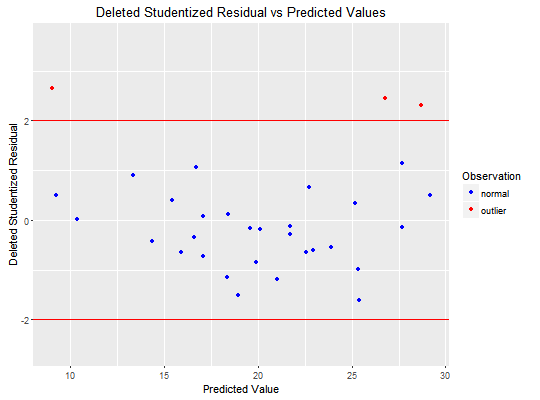 Deleted Studentized Residual vs Predicted Values
Deleted Studentized Residual
2
0
-2
10
15
20
25
30
Predicted Value
Observation
normal
outlier